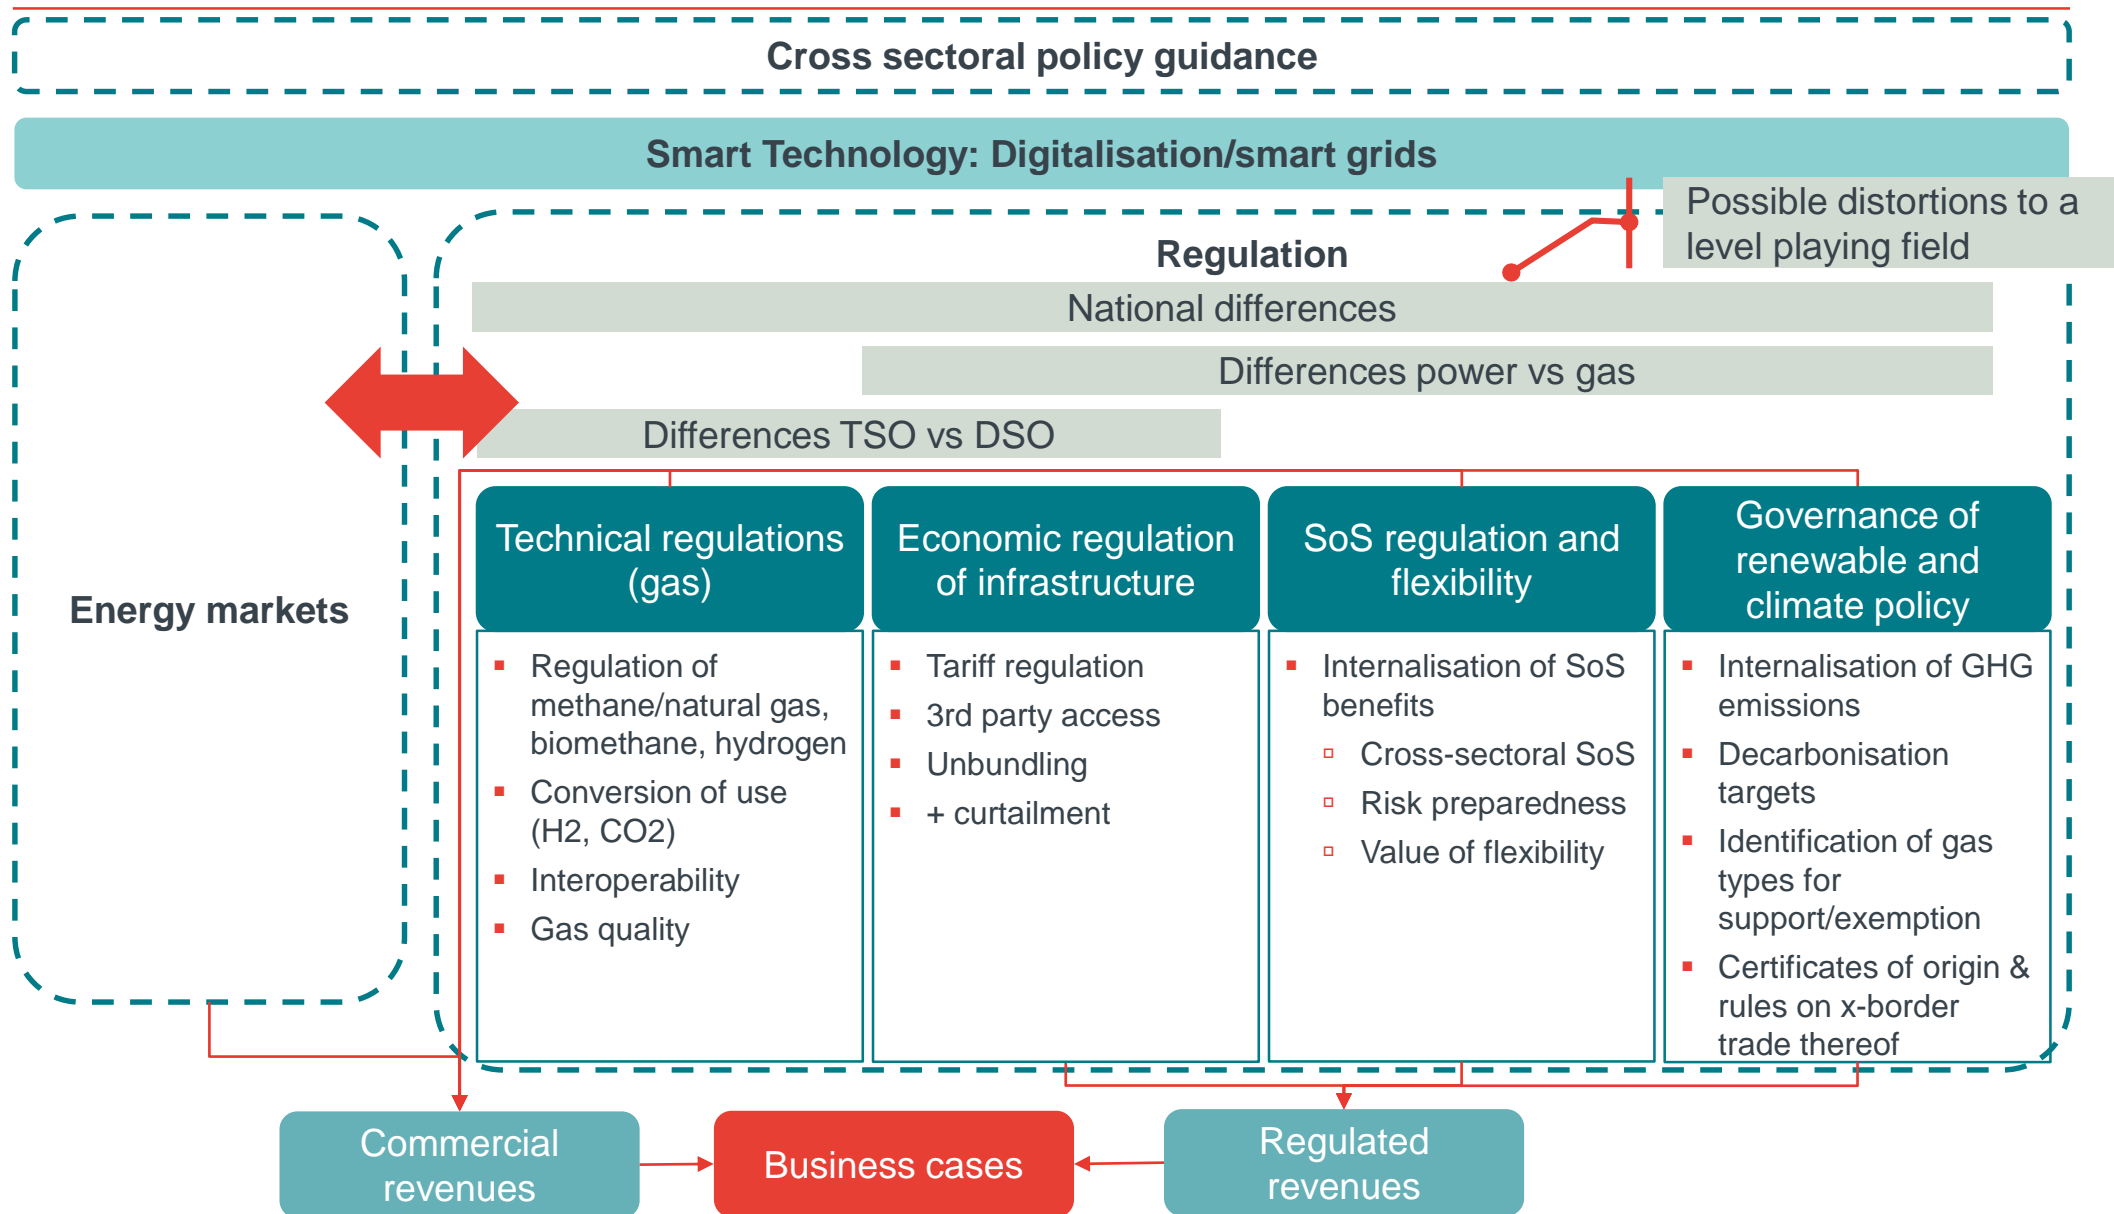 Cross sectoral policy guidance
Smart Technology: Digitalisation/smart grids
Possible distortions to a
level playing field
Regulation
National differences
Differences power vs gas
Differences TSO vs DSO
Energy markets
Technical regulations
(gas)
Regulation of
methane/natural gas,
biomethane, hydrogen
Conversion of use
(H2, CO2)
Interoperability
Gas quality
Economic regulation
of infrastructure
Tariff regulation
3rd party access
Unbundling
+ curtailment
SoS regulation and
flexibility
Internalisation of SoS
benefits
Cross-sectoral SoS
Risk preparedness
Value of flexibility
Governance of
renewable and
climate policy
Internalisation of GHG
emissions
Decarbonisation
targets
Identification of gas
types for
support/exemption
Certificates of origin &
rules on x-border
trade thereof
Commercial
revenues
Business cases
Regulated
revenues